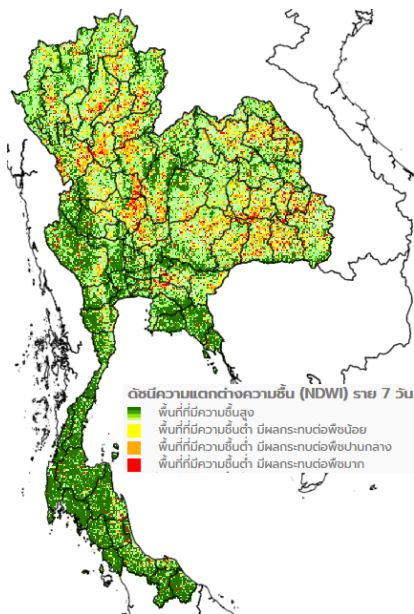 ดัชนีความแตกต่างความชื้น (NDWI) ราย 7 วัน
พื้นที่ที่มีความชื้นสูง
พื้นที่ที่มีความชื้นต่ำ มีผลกระทบต่อพืชน้อย
พื้นที่ที่มีความชื้นต่ำ มีผลกระทบต่อพืชปานกลาง
พื้นที่ที่มีความชื้นต่ำ มีผลกระทบต่อพืชมาก